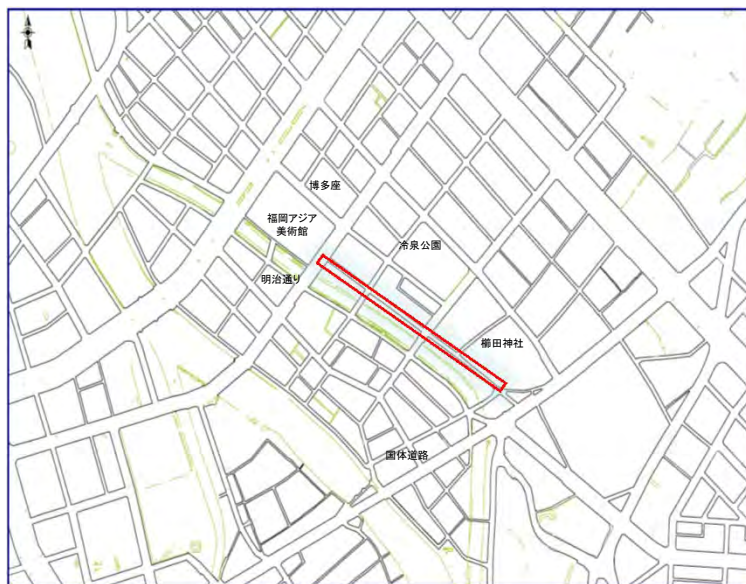 博多座
福岡アジア
美術館
冷泉公園
明治通り
櫛田神社
国体道路